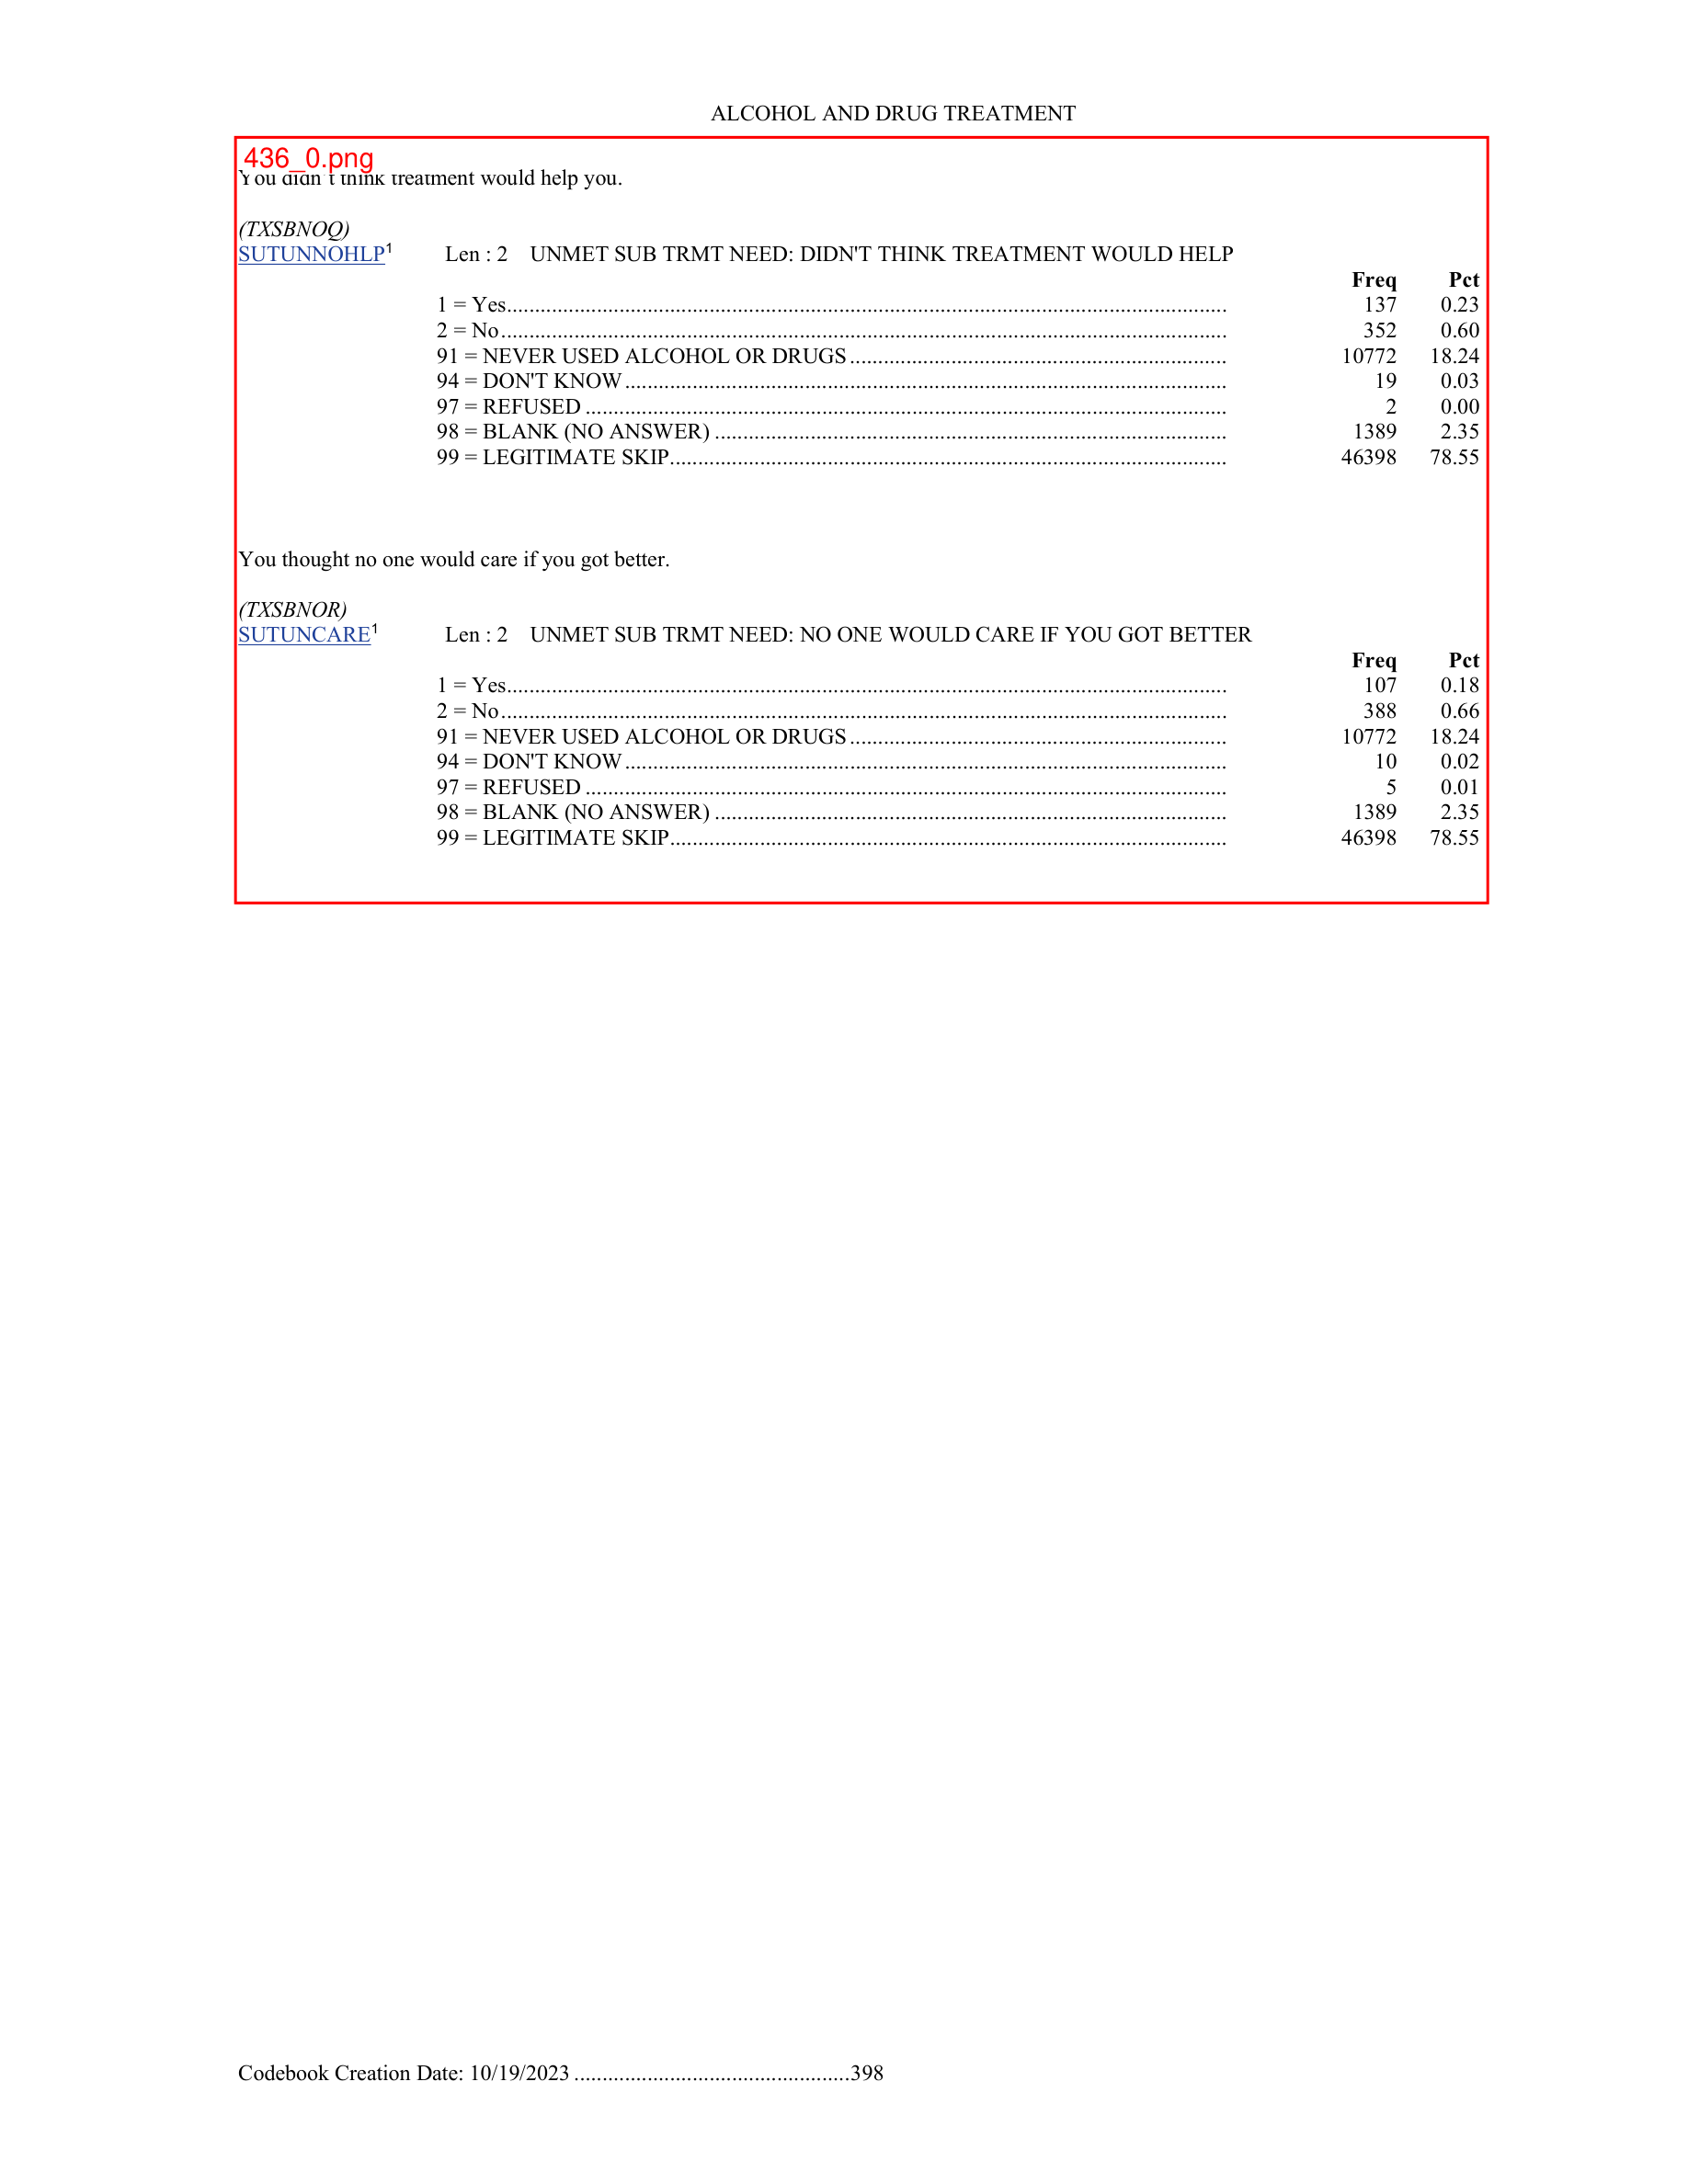 ALCOHOL AND DRUG TREATMENT
436_0.png
You didn't think treatment would help you.
(TXSBNOQ)
SUTUNNOHLP1 Len : 2 UNMET SUB TRMT NEED: DIDN'T THINK TREATMENT WOULD HELP
Freq Pct
1 = Yes................................................ 137 0.23
2 = No................................................ 352 0.60
91 = NEVER USED ALCOHOL OR DRUGS................................................ 10772 18.24
94 = DON'T KNOW................................................ 19 0.03
97 = REFUSED ................................................ 2 0.00
98 = BLANK (NO ANSWER) ................................................ 1389 2.35
99 = LEGITIMATE SKIP................................................ 46398 78.55
You thought no one would care if you got better.
(TXSBNOR)
SUTUNCARE1 Len : 2 UNMET SUB TRMT NEED: NO ONE WOULD CARE IF YOU GOT BETTER
Freq Pct
1 = Yes................................................ 107 0.18
2 = No................................................ 388 0.66
91 = NEVER USED ALCOHOL OR DRUGS................................................ 10772 18.24
94 = DON'T KNOW................................................ 10 0.02
97 = REFUSED ................................................ 5 0.01
98 = BLANK (NO ANSWER) ................................................ 1389 2.35
99 = LEGITIMATE SKIP................................................ 46398 78.55
Codebook Creation Date: 10/19/2023 .................................................398